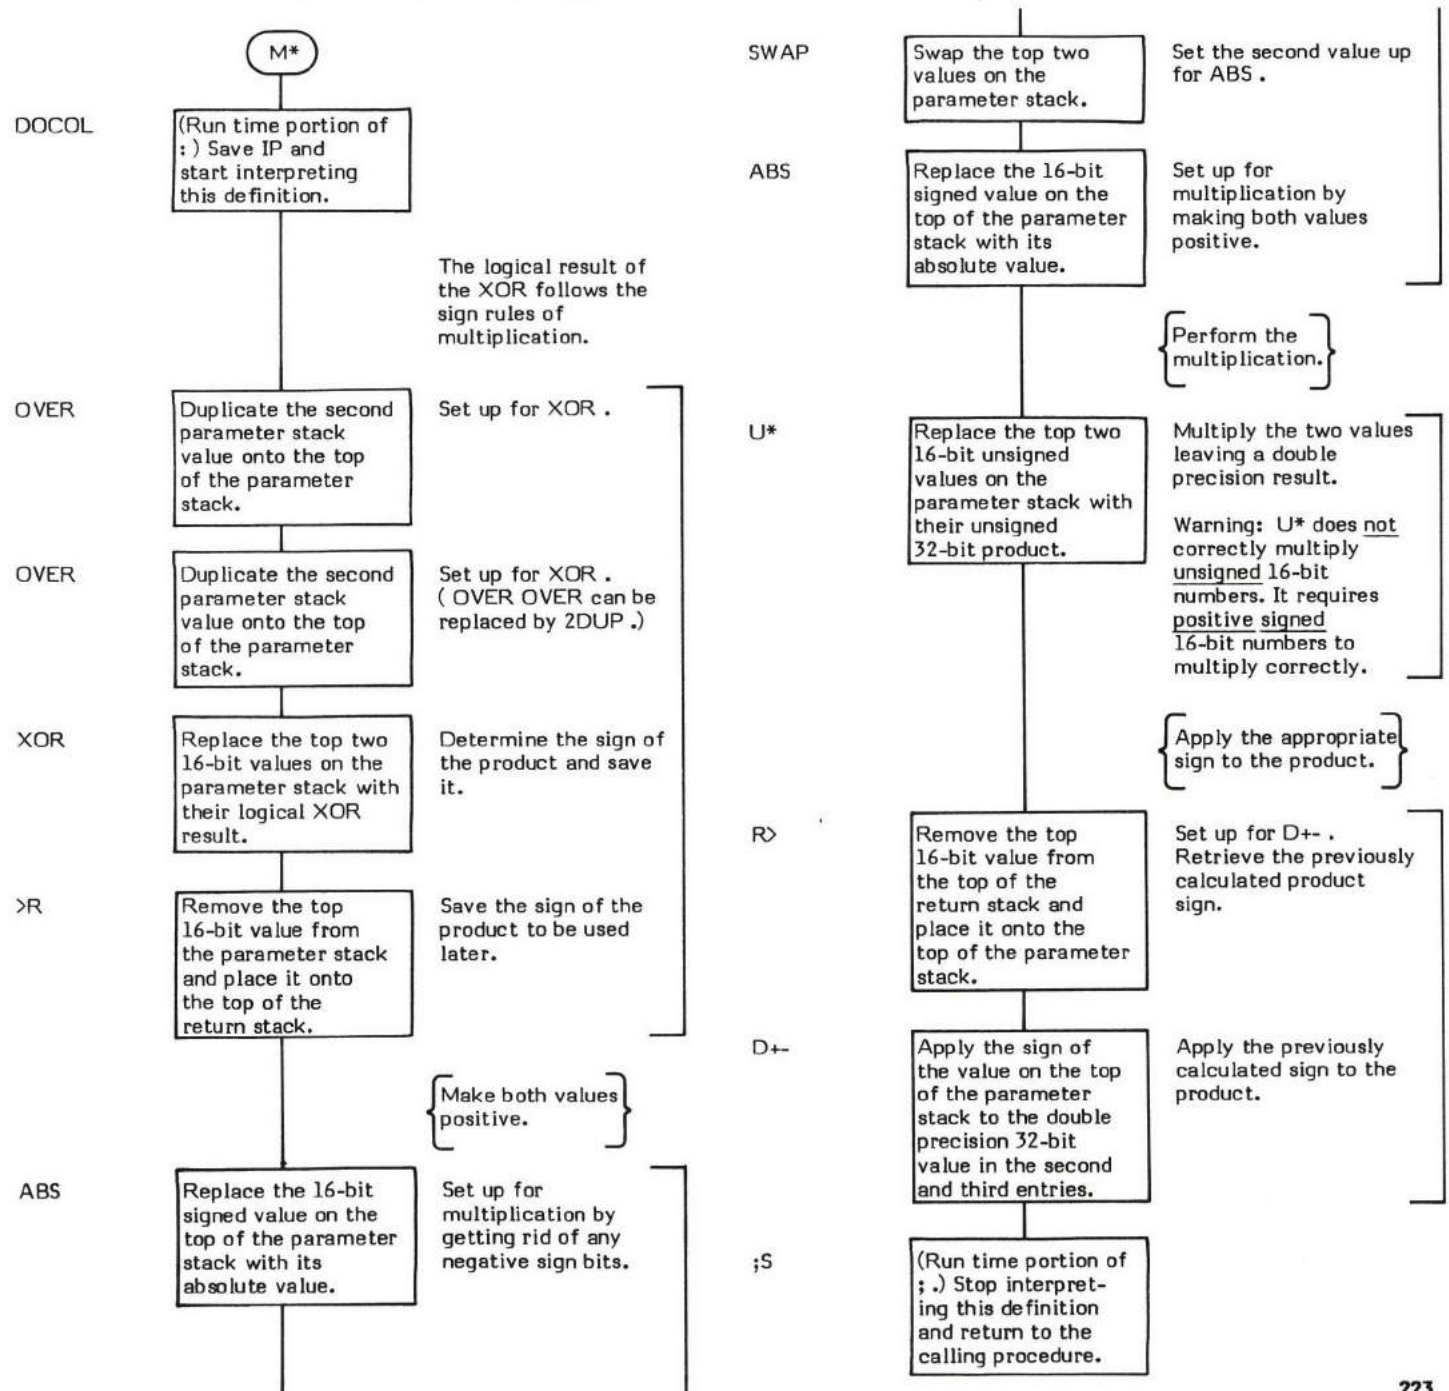 M*
DOCOL
(Run time portion of
: ) Save IP and
start interpreting
this definition.
The logical result of
the XOR follows the
sign rules of
multiplication.
OVER
Duplicate the second
parameter stack
value onto the top
of the parameter
stack.
Set up for XOR .
OVER
Duplicate the second
parameter stack
value onto the top
of the parameter
stack.
Set up for XOR .
( OVER OVER can be
replaced by 2DUP .)
XOR
Replace the top two
16-bit values on the
parameter stack with
their logical XOR
result.
Determine the sign of
the product and save
it.
>R
Remove the top
16-bit value from
the parameter stack
and place it onto
the top of the
return stack.
Save the sign of the
product to be used
later.
Make both values
positive.
ABS
Replace the 16-bit
signed value on the
top of the parameter
stack with its
absolute value.
Set up for
multiplication by
getting rid of any
negative sign bits.
SWAP
Swap the top two
values on the
parameter stack.
Set the second value up
for ABS .
ABS
Replace the 16-bit
signed value on the
top of the parameter
stack with its
absolute value.
Set up for
multiplication by
making both values
positive.
Perform the
multiplication.
U*
Replace the top two
16-bit unsigned
values on the
parameter stack with
their unsigned
32-bit product.
Multiply the two values
leaving a double
precision result.
Warning: U* does not
correctly multiply
unsigned 16-bit
numbers. It requires
positive signed
16-bit numbers to
multiply correctly.
Apply the appropriate
sign to the product.
R>
Remove the top
16-bit value from
the top of the
return stack and
place it onto the
top of the parameter
stack.
Set up for D+- .
Retrieve the previously
calculated product
sign.
D+-
Apply the sign of
the value on the top
of the parameter
stack to the double
precision 32-bit
value in the second
and third entries.
Apply the previously
calculated sign to the
product.
;S
(Run time portion of
; .) Stop interpret-
ing this definition
and return to the
calling procedure.
223